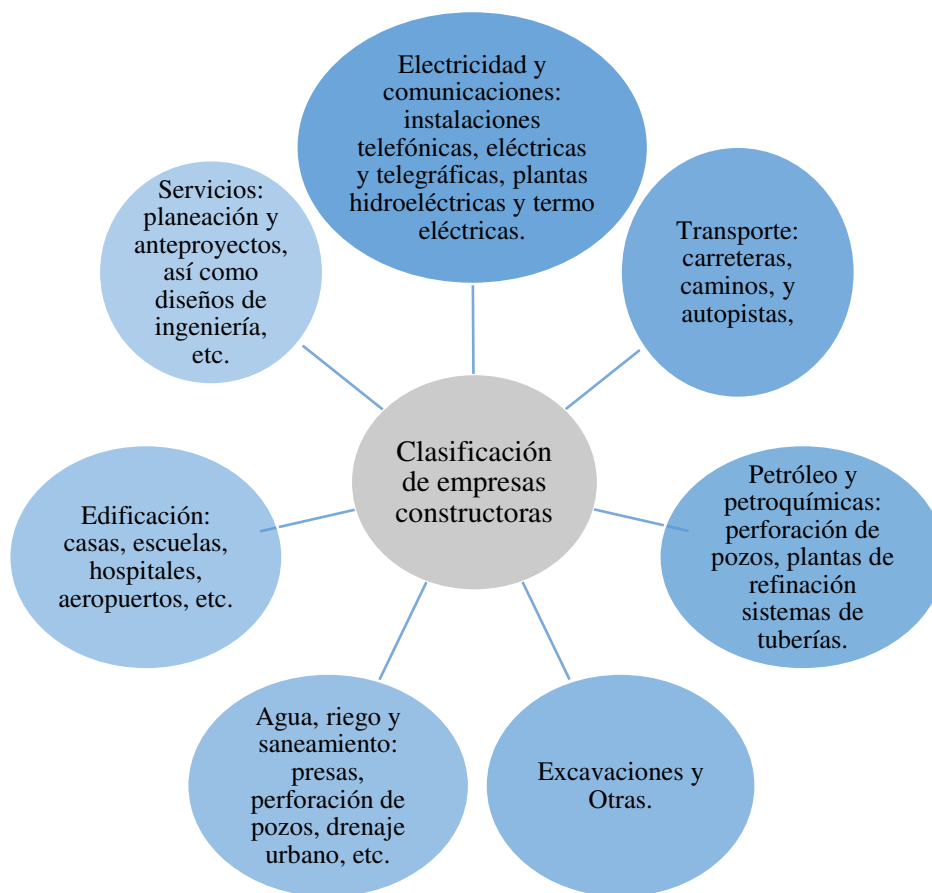 Electricidad y
comunicaciones:
instalaciones
telefónicas, eléctricas
y telegráficas, plantas
hidroeléctricas y termo
eléctricas.
Transporte:
carreteras,
caminos, y
autopistas,
Petróleo y
petroquímicas:
perforación de
pozos, plantas de
refinación
sistemas de
tuberías.
Excavaciones y
Otras.
Agua, riego y
saneamiento:
presas,
perforación de
pozos, drenaje
urbano, etc.
Edificación:
casas, escuelas,
hospitales,
aeropuertos, etc.
Servicios:
planeación y
anteproyectos,
así como
diseños de
ingeniería,
etc.
Clasificación
de empresas
constructoras